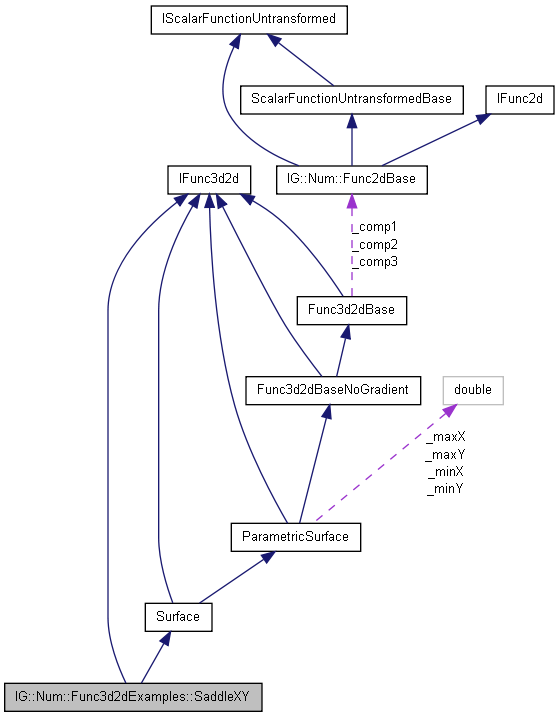 IScalarFunctionUntransformed
ScalarFunctionUntransformedBase
IFunc2d
IFunc3d2d
IG::Num::Func2dBase
_comp1
_comp2
_comp3
Func3d2dBase
Func3d2dBaseNoGradient
double
_maxX
_maxY
_minX
_minY
ParametricSurface
Surface
IG::Num::Func3d2dExamples::SaddleXY